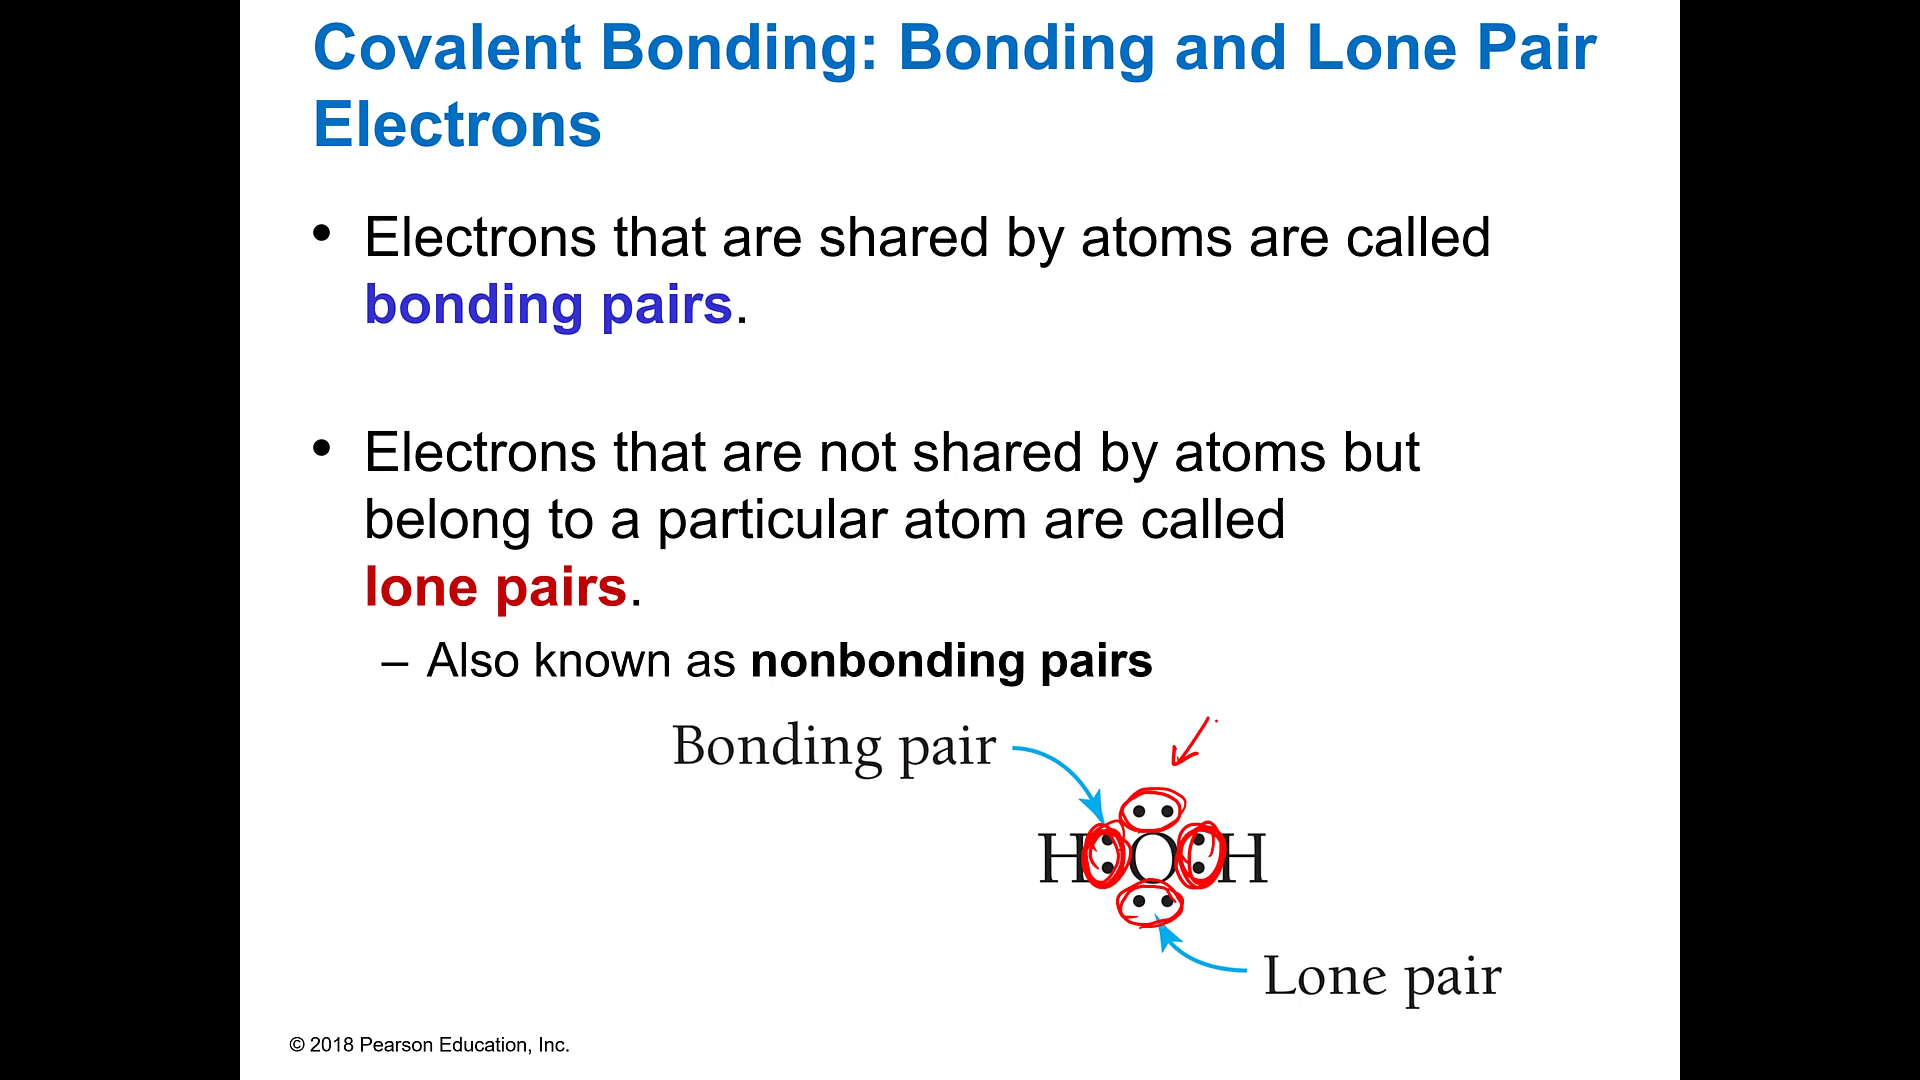 Covalent Bonding: Bonding and Lone Pair
Electrons
• Electrons that are shared by atoms are called
bonding pairs.
• Electrons that are not shared by atoms but
belong to a particular atom are called
lone pairs.
– Also known as nonbonding pairs
Bonding pair
H:O:H
Lone pair
© 2018 Pearson Education, Inc.